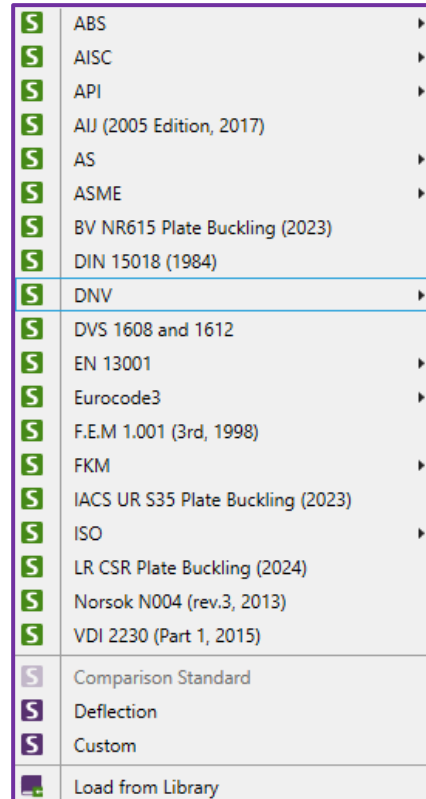 ABS
AISC
API
AIJ (2005 Edition, 2017)
AS
ASME
BV NR615 Plate Buckling (2023)
DIN 15018 (1984)
DNV
DVS 1608 and 1612
EN 13001
Eurocode3
F.E.M 1.001 (3rd, 1998)
FKM
IACS UR S35 Plate Buckling (2023)
ISO
LR CSR Plate Buckling (2024)
Norsok N004 (rev.3, 2013)
VDI 2230 (Part 1, 2015)
Comparison Standard
Deflection
Custom
Load from Library